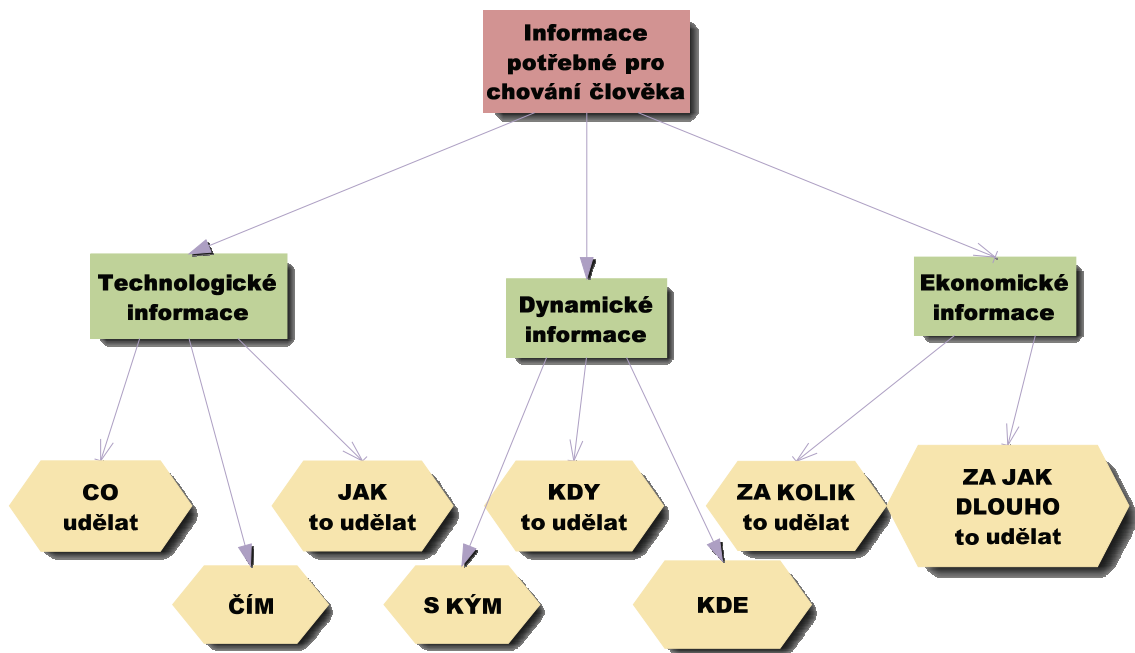 Informace
potřebné pro
chování člověka
Technologické
informace
Dynamické
informace
Ekonomické
informace
CO
udělat
JAK
to udělat
KDY
to udělat
ZA KOLIK
to udělat
ZA JAK
DLOUHO
to udělat
ČÍM
S KÝM
KDE